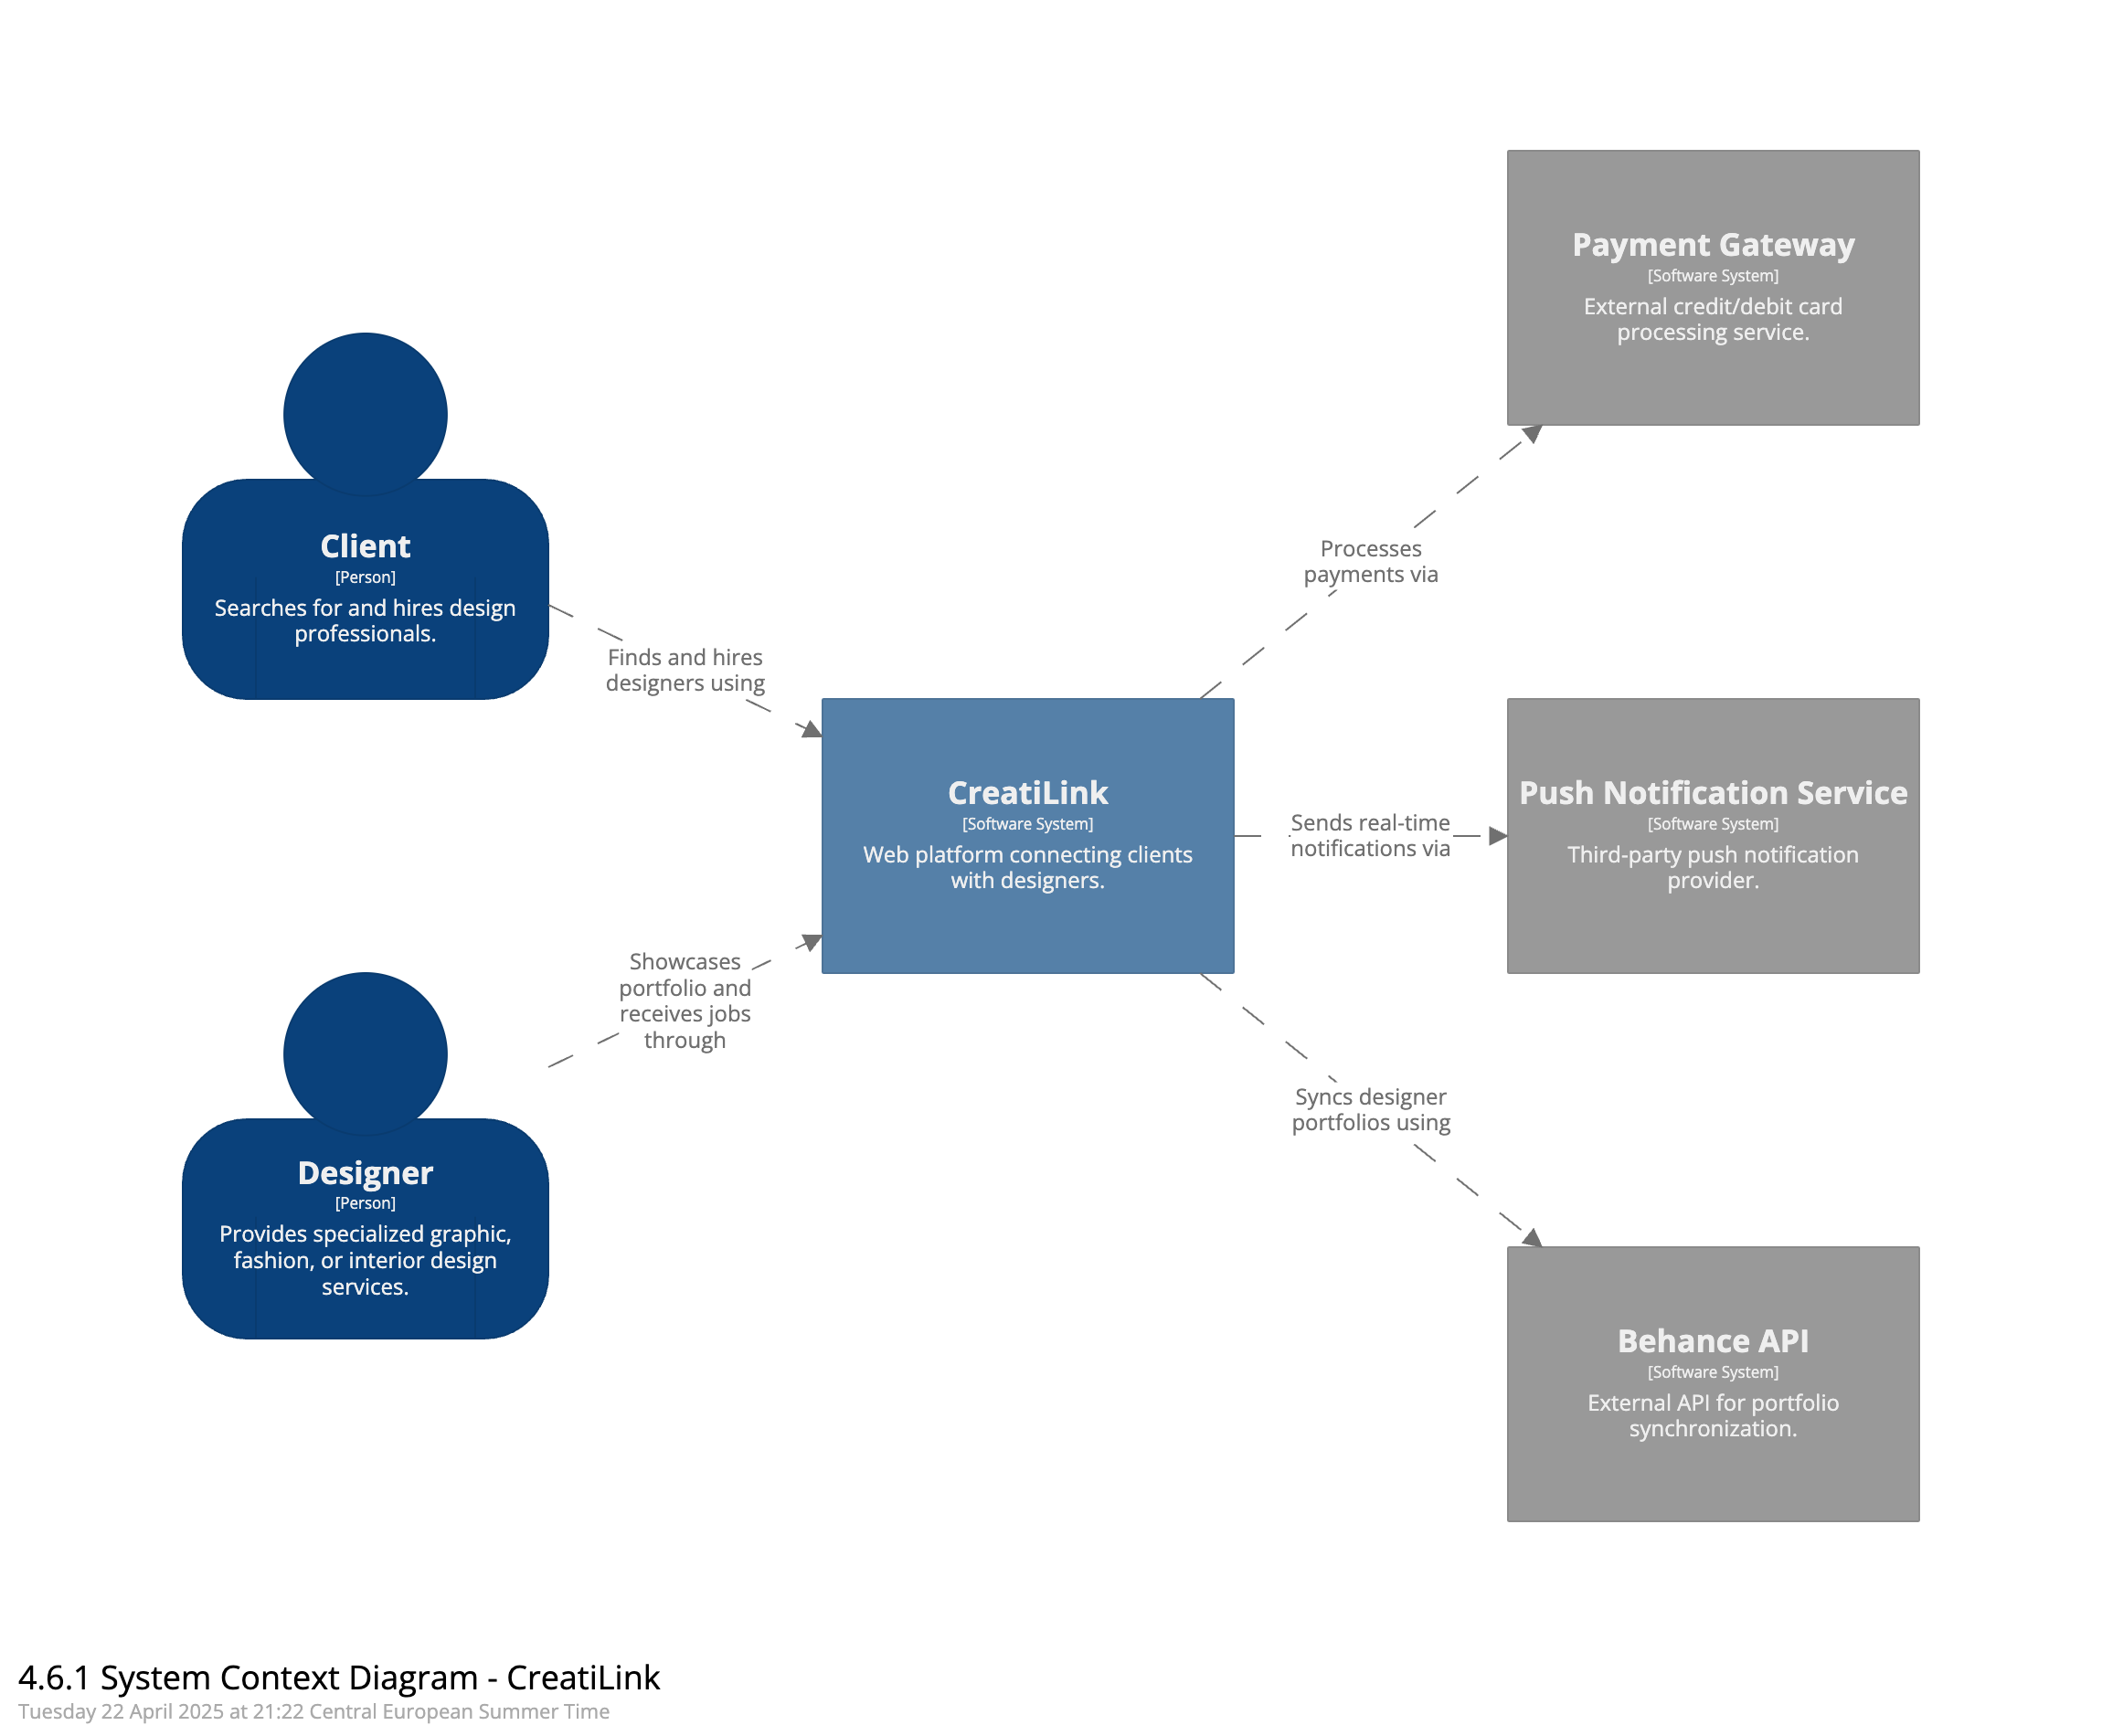 Payment Gateway
[Software System]
External credit/debit card
processing service.
Client
[Person]
Searches for and hires design
professionals.
Processes
payments via
Finds and hires
designers using
CreatiLink
[Software System]
Web platform connecting clients
with designers.
Sends real-time
notifications via
Push Notification Service
[Software System]
Third-party push notification
provider.
Showcases
portfolio and
receives jobs
through
Designer
[Person]
Provides specialized graphic,
fashion, or interior design
services.
Syncs designer
portfolios using
Behance API
[Software System]
External API for portfolio
synchronization.
4.6.1 System Context Diagram - CreatiLink
Tuesday 22 April 2025 at 21:22 Central European Summer Time